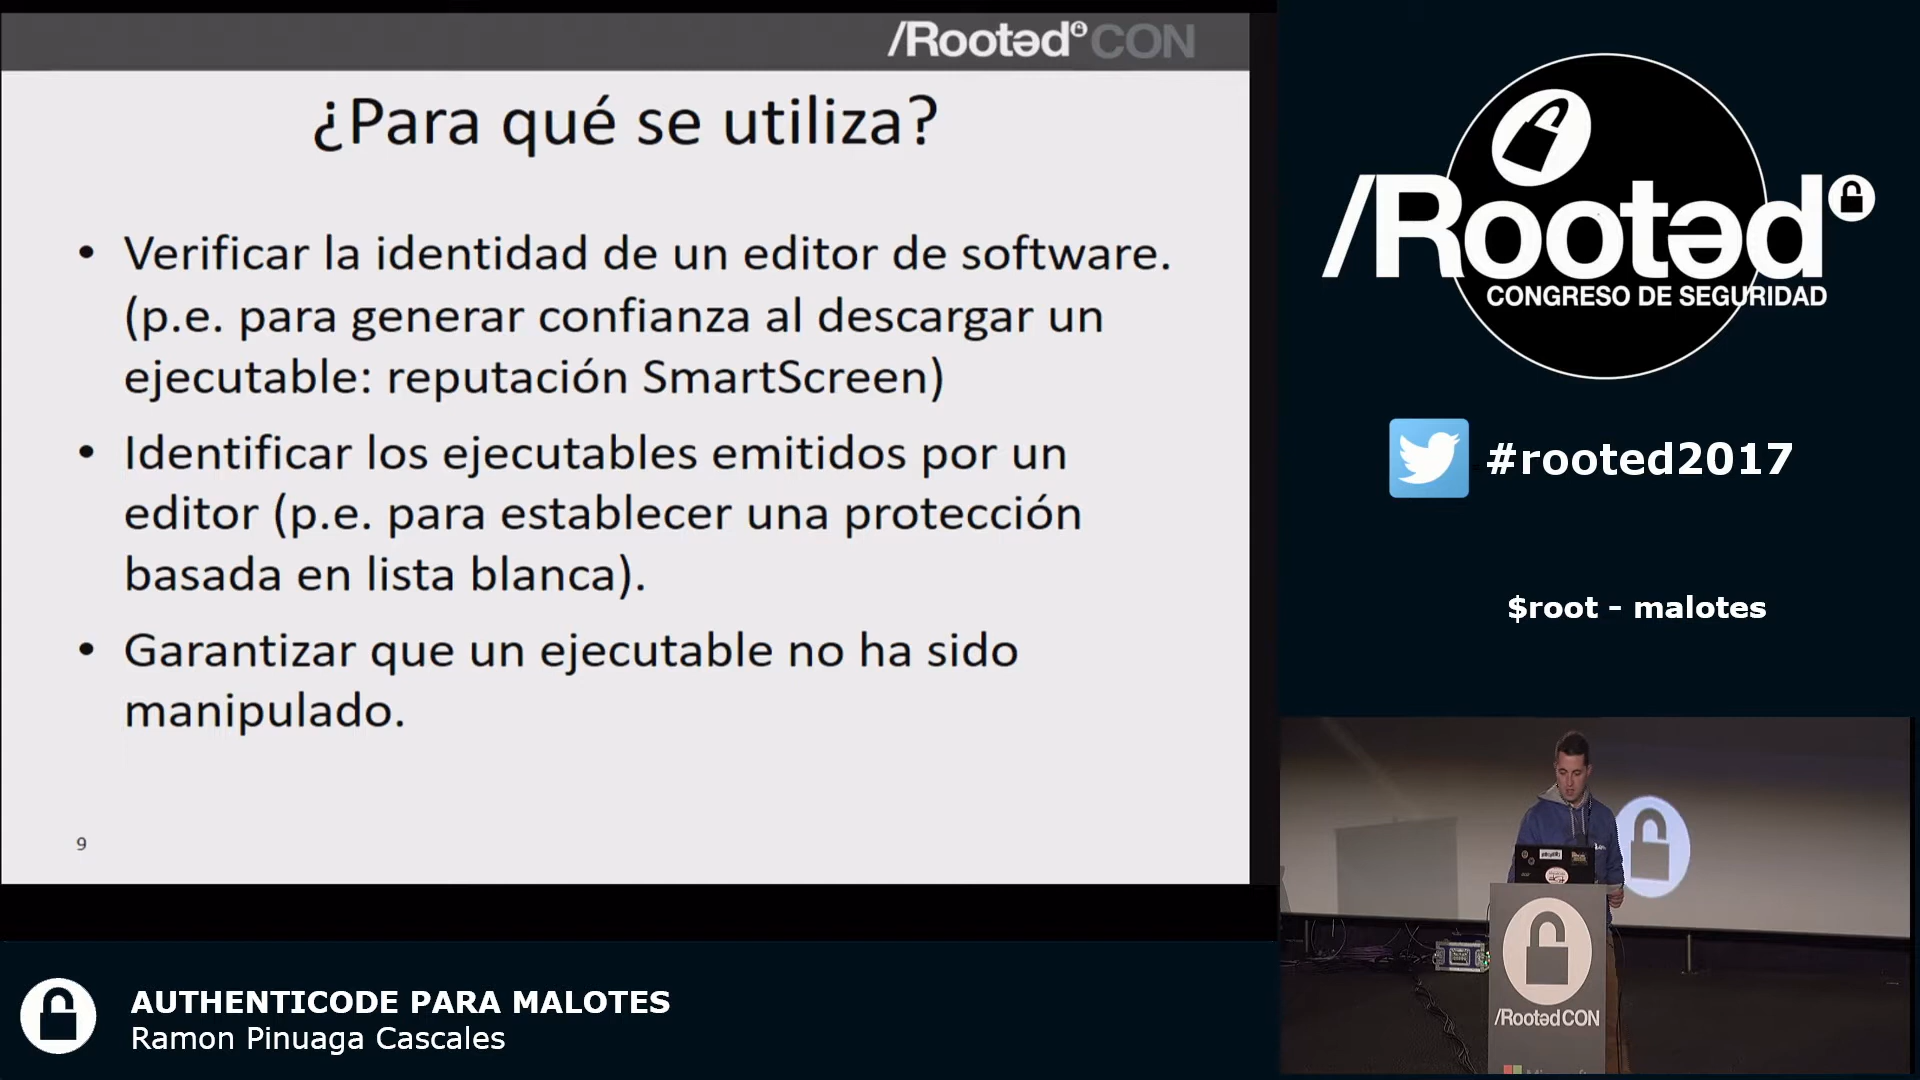 /Rootəd CON
¿Para qué se utiliza?
• Verificar la identidad de un editor de software.
(p.e. para generar confianza al descargar un
ejecutable: reputación SmartScreen)
• Identificar los ejecutables emitidos por un
editor (p.e. para establecer una protección
basada en lista blanca).
• Garantizar que un ejecutable no ha sido
manipulado.
9
/Rootəd
CONGRESO DE SEGURIDAD
#rooted2017
$root - malotes
/Rootəd CON
AUTHENTICODE PARA MALOTES
Ramon Pinuaga Cascales